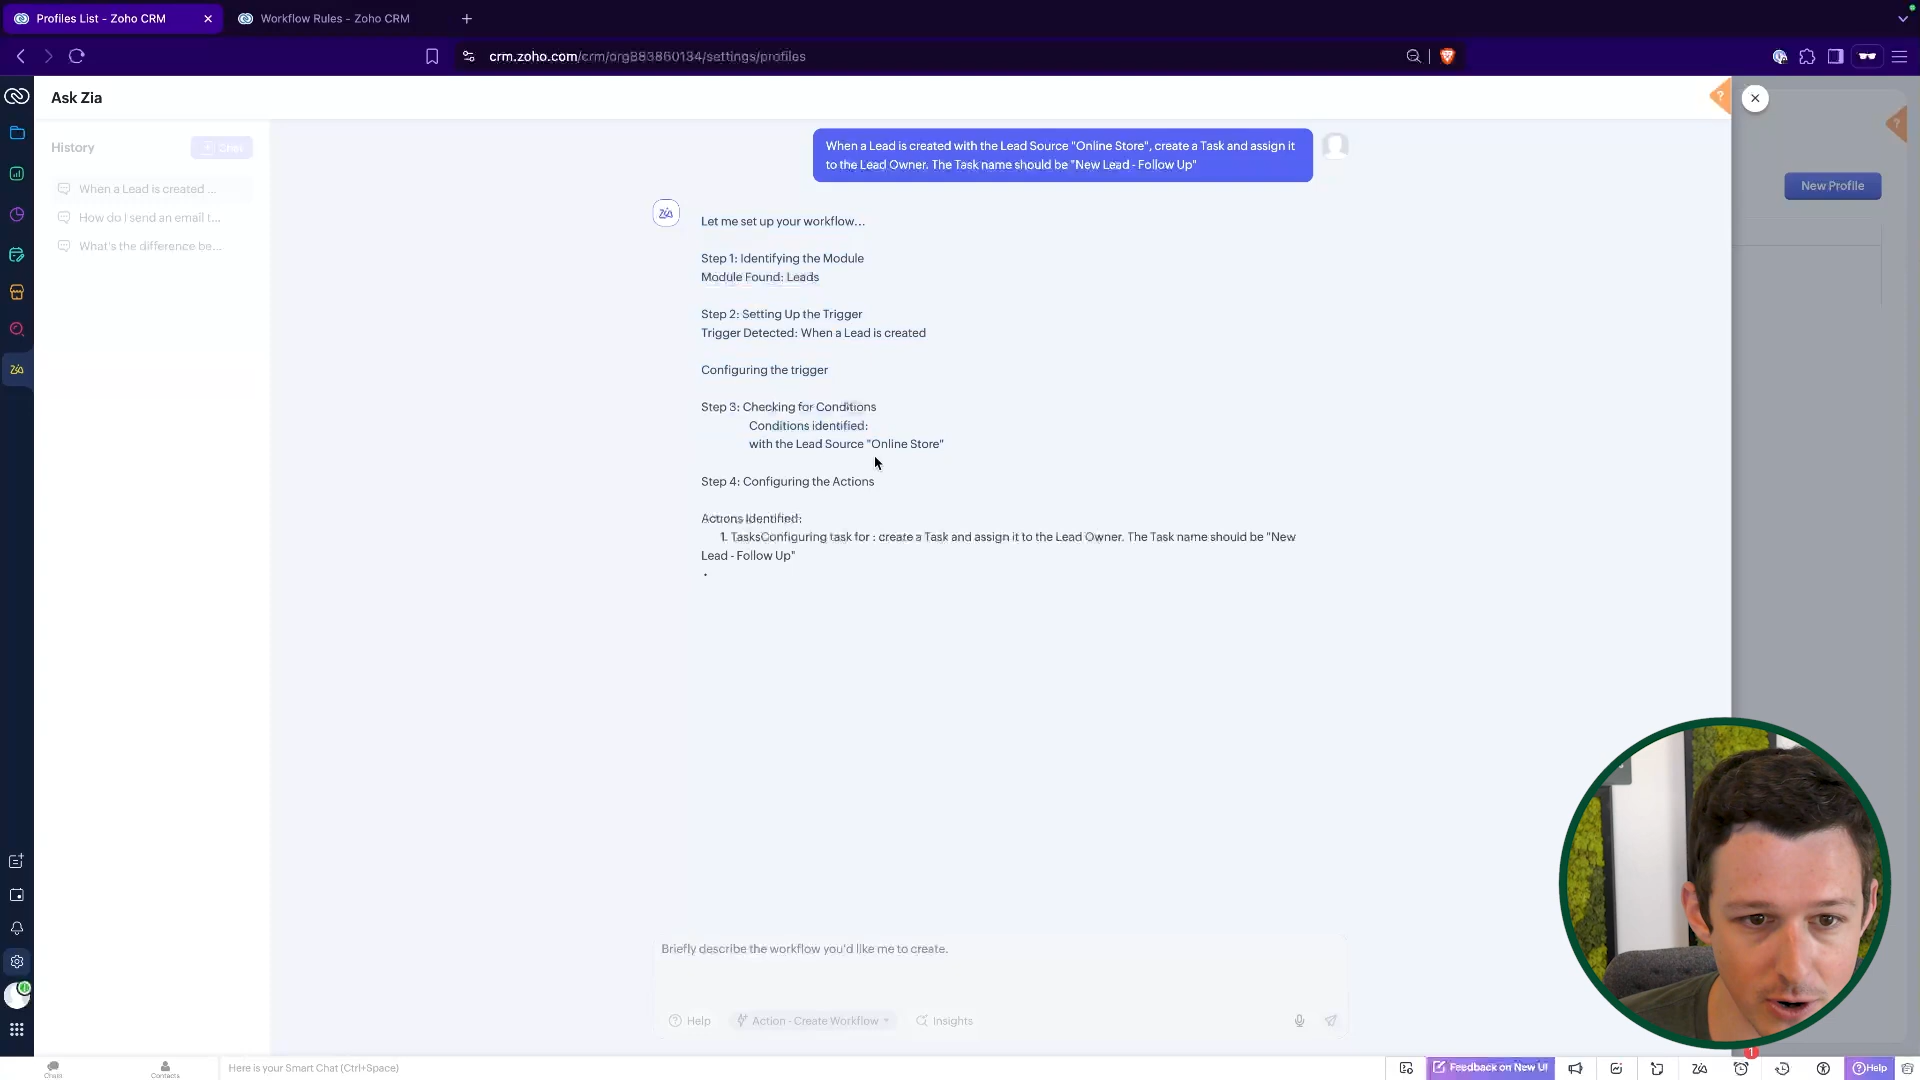 Profiles List - Zoho CRM
Workflow Rules - Zoho CRM
crm.zoho.com/crm/org883860134/settings/profiles
Ask Zia
History
Chat
When a Lead is created ...
How do I send an email t...
What's the difference be...
When a Lead is created with the Lead Source "Online Store", create a Task and assign it
to the Lead Owner. The Task name should be "New Lead - Follow Up"
New Profile
Zia
Let me set up your workflow...
Step 1: Identifying the Module
Module Found: Leads
Step 2: Setting Up the Trigger
Trigger Detected: When a Lead is created
Configuring the trigger
Step 3: Checking for Conditions
Conditions identified:
with the Lead Source "Online Store"
Step 4: Configuring the Actions
Actions Identified:
1. TasksConfiguring task for : create a Task and assign it to the Lead Owner. The Task name should be "New
Lead - Follow Up"
Briefly describe the workflow you'd like me to create.
Help
Action - Create Workflow
Insights
Contacts
Here is your Smart Chat (Ctrl+Space)
Feedback on New UI
1
Help